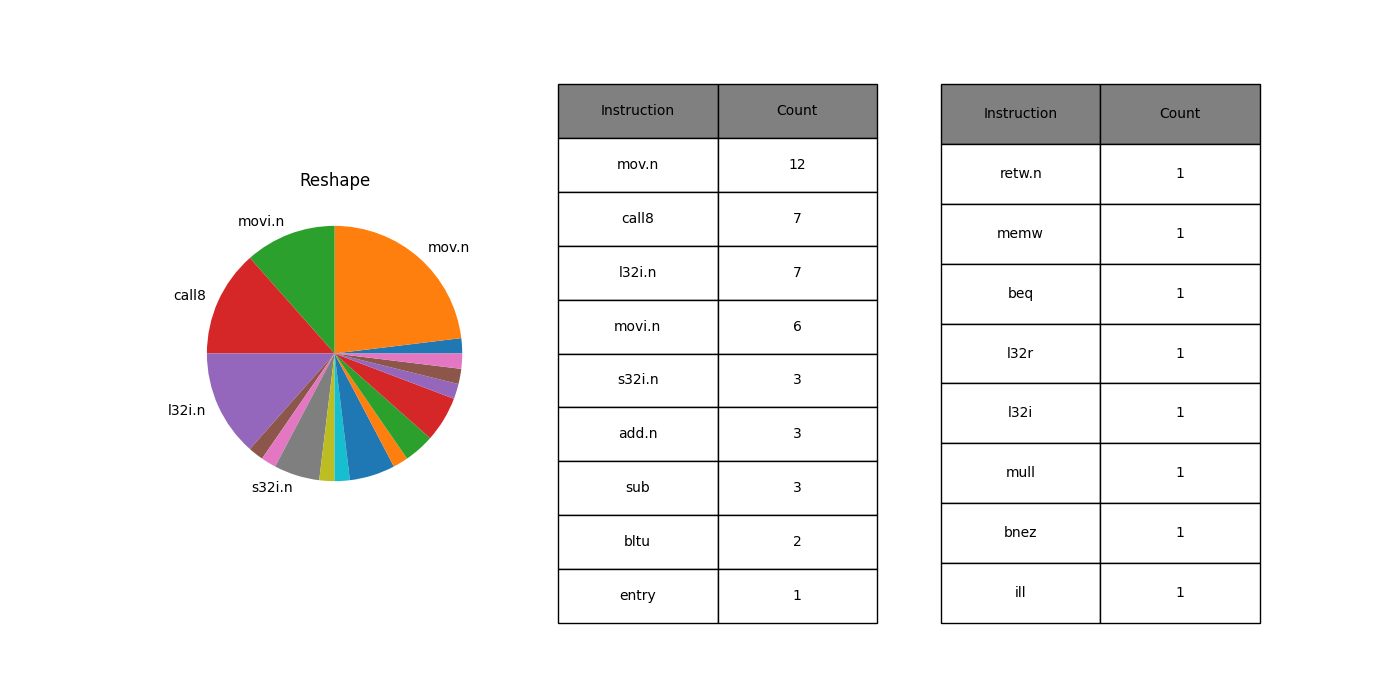 Reshape
movi.n
mov.n
call8
l32i.n
s32i.n
Instruction Count
mov.n 12
call8 7
l32i.n 7
movi.n 6
s32i.n 3
add.n 3
sub 3
bltu 2
entry 1
Instruction Count
retw.n 1
memw 1
beq 1
l32r 1
l32i 1
mull 1
bnez 1
ill 1